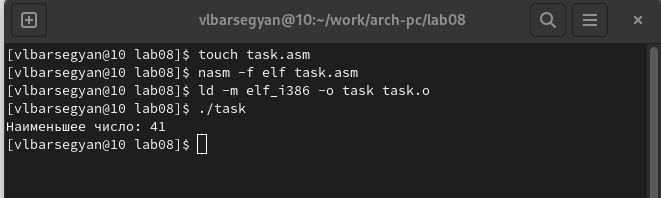 vlbarsegyan@10:~/work/arch-pc/lab08
[vlbarsegyan@10 lab08]$ touch task.asm
[vlbarsegyan@10 lab08]$ nasm -f elf task.asm
[vlbarsegyan@10 lab08]$ ld -m elf_i386 -o task task.o
[vlbarsegyan@10 lab08]$ ./task
Наименьшее число: 41
[vlbarsegyan@10 lab08]$